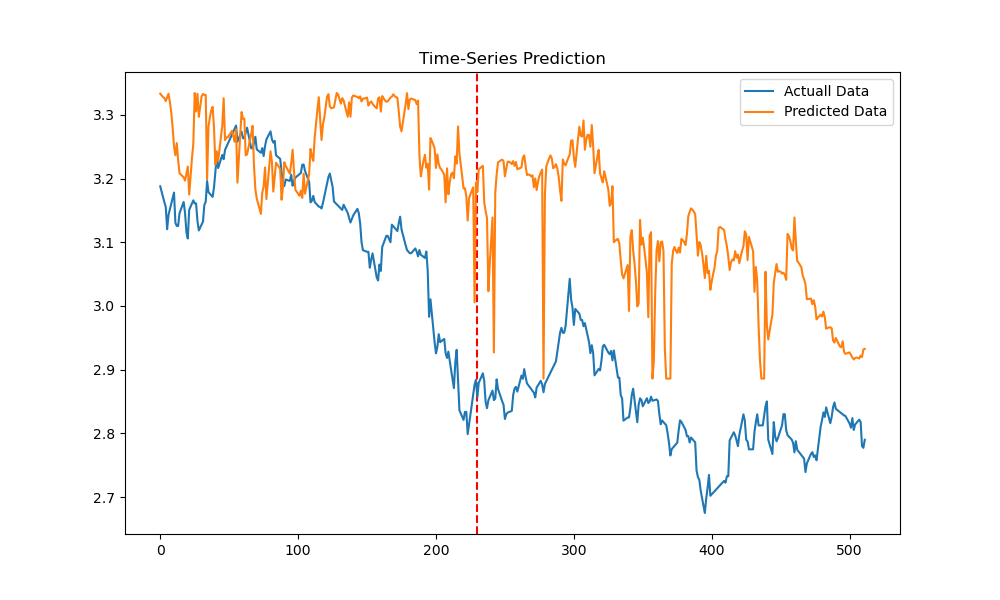 Time-Series Prediction
Actuall Data
Predicted Data
3.3
3.2
3.1
3.0
2.9
2.8
2.7
0 100 200 300 400 500